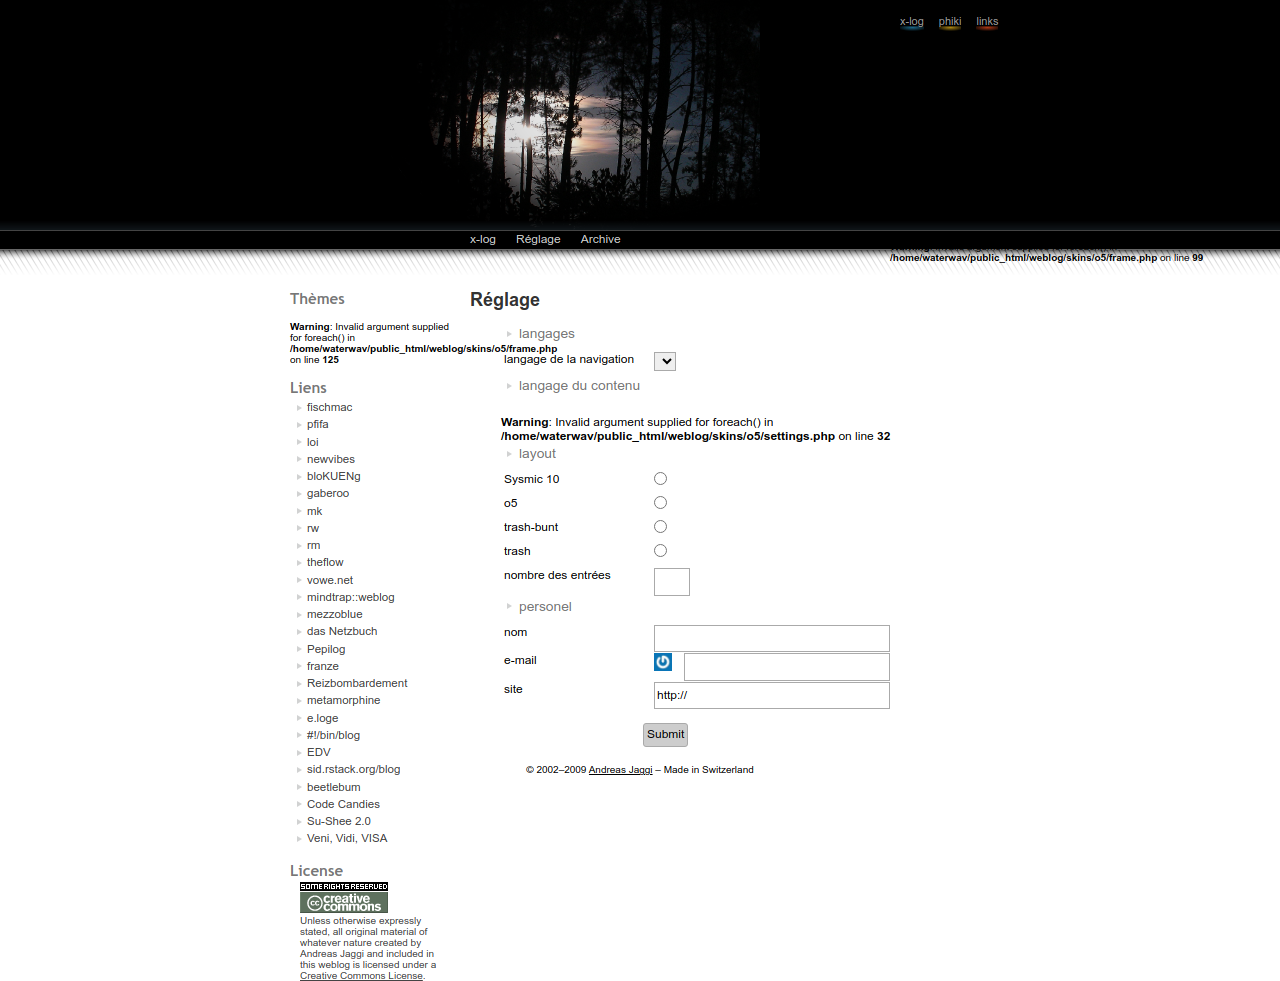 x-log phiki links
x-log Réglage Archive
/home/waterwav/public_html/weblog/skins/o5/frame.php on line 99
Thèmes
Warning: Invalid argument supplied
for foreach() in
/home/waterwav/public_html/weblog/skins/o5/frame.php
on line 125
Liens
fischmac
pfifa
loi
newvibes
bloKUENg
gaberoo
mk
rw
rm
theflow
vowe.net
mindtrap::weblog
mezzoblue
das Netzbuch
Pepilog
franze
Reizbombardement
metamorphine
e.loge
#!/bin/blog
EDV
sid.rstack.org/blog
beetlebum
Code Candies
Su-Shee 2.0
Veni, Vidi, VISA
License
SOME RIGHTS RESERVED
cc creative
commons
Unless otherwise expressly
stated, all original material of
whatever nature created by
Andreas Jaggi and included in
this weblog is licensed under a
Creative Commons License.
Réglage
langages
langage de la navigation
langage du contenu
Warning: Invalid argument supplied for foreach() in
/home/waterwav/public_html/weblog/skins/o5/settings.php on line 32
layout
Sysmic 10
o5
trash-bunt
trash
nombre des entrées
personel
nom
e-mail
site http://
Submit
© 2002–2009 Andreas Jaggi – Made in Switzerland